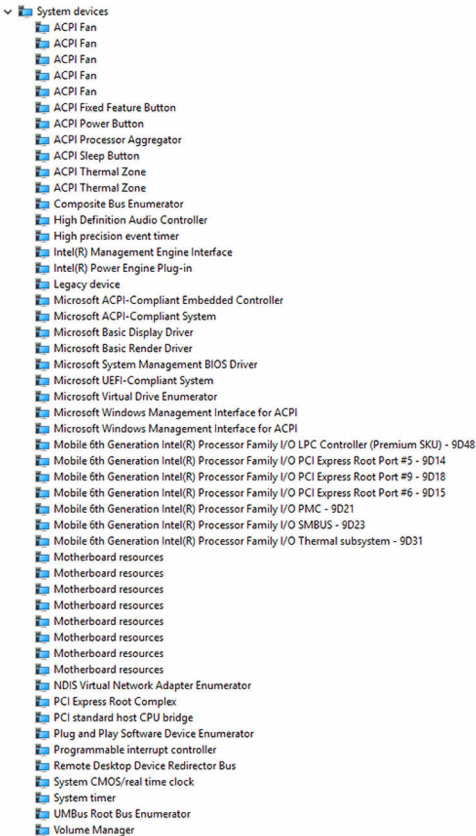 System devices
ACPI Fan
ACPI Fan
ACPI Fan
ACPI Fan
ACPI Fan
ACPI Fixed Feature Button
ACPI Power Button
ACPI Processor Aggregator
ACPI Sleep Button
ACPI Thermal Zone
ACPI Thermal Zone
Composite Bus Enumerator
High Definition Audio Controller
High precision event timer
Intel(R) Management Engine Interface
Intel(R) Power Engine Plug-in
Legacy device
Microsoft ACPI-Compliant Embedded Controller
Microsoft ACPI-Compliant System
Microsoft Basic Display Driver
Microsoft Basic Render Driver
Microsoft System Management BIOS Driver
Microsoft UEFI-Compliant System
Microsoft Virtual Drive Enumerator
Microsoft Windows Management Interface for ACPI
Microsoft Windows Management Interface for ACPI
Mobile 6th Generation Intel(R) Processor Family I/O LPC Controller (Premium SKU) - 9D48
Mobile 6th Generation Intel(R) Processor Family I/O PCI Express Root Port #5 - 9D14
Mobile 6th Generation Intel(R) Processor Family I/O PCI Express Root Port #9 - 9D18
Mobile 6th Generation Intel(R) Processor Family I/O PCI Express Root Port #6 - 9D15
Mobile 6th Generation Intel(R) Processor Family I/O PMC - 9D21
Mobile 6th Generation Intel(R) Processor Family I/O SMBUS - 9D23
Mobile 6th Generation Intel(R) Processor Family I/O Thermal subsystem - 9D31
Motherboard resources
Motherboard resources
Motherboard resources
Motherboard resources
Motherboard resources
Motherboard resources
Motherboard resources
Motherboard resources
NDIS Virtual Network Adapter Enumerator
PCI Express Root Complex
PCI standard host CPU bridge
Plug and Play Software Device Enumerator
Programmable interrupt controller
Remote Desktop Device Redirector Bus
System CMOS/real time clock
System timer
UMBus Root Bus Enumerator
Volume Manager